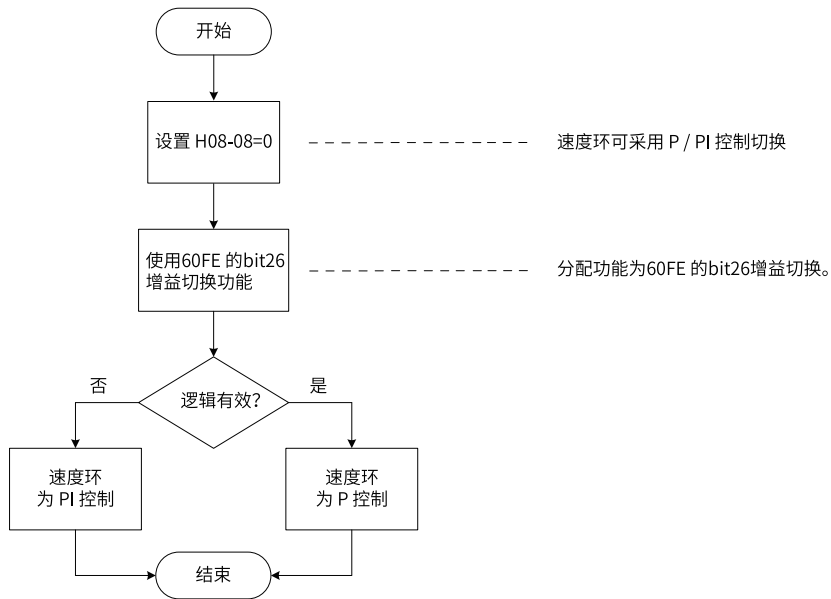 开始
设置 H08-08=0
速度环可采用 P / PI 控制切换
使用60FE 的bit26
增益切换功能
分配功能为60FE 的bit26增益切换。
否
逻辑有效?
是
速度环
为 PI 控制
速度环
为 P 控制
结束